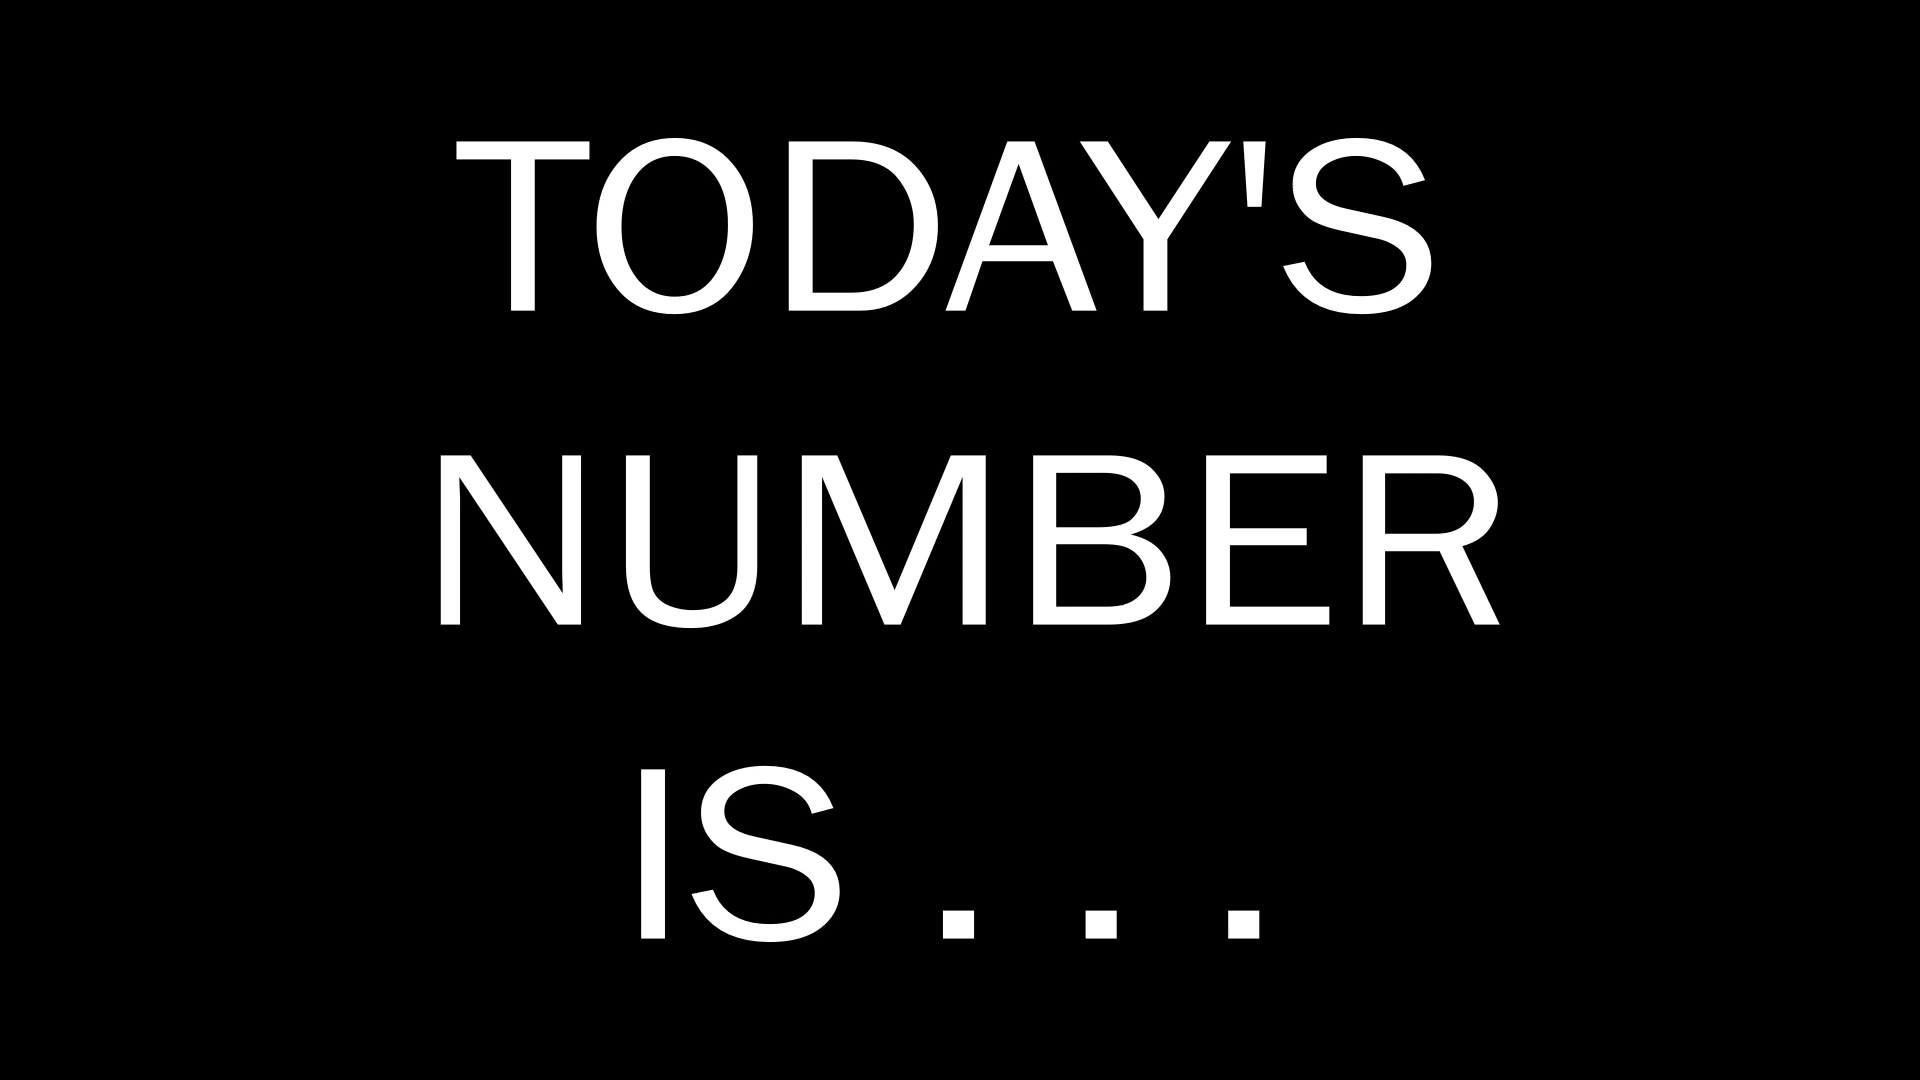 TODAY'S
NUMBER
IS . . .